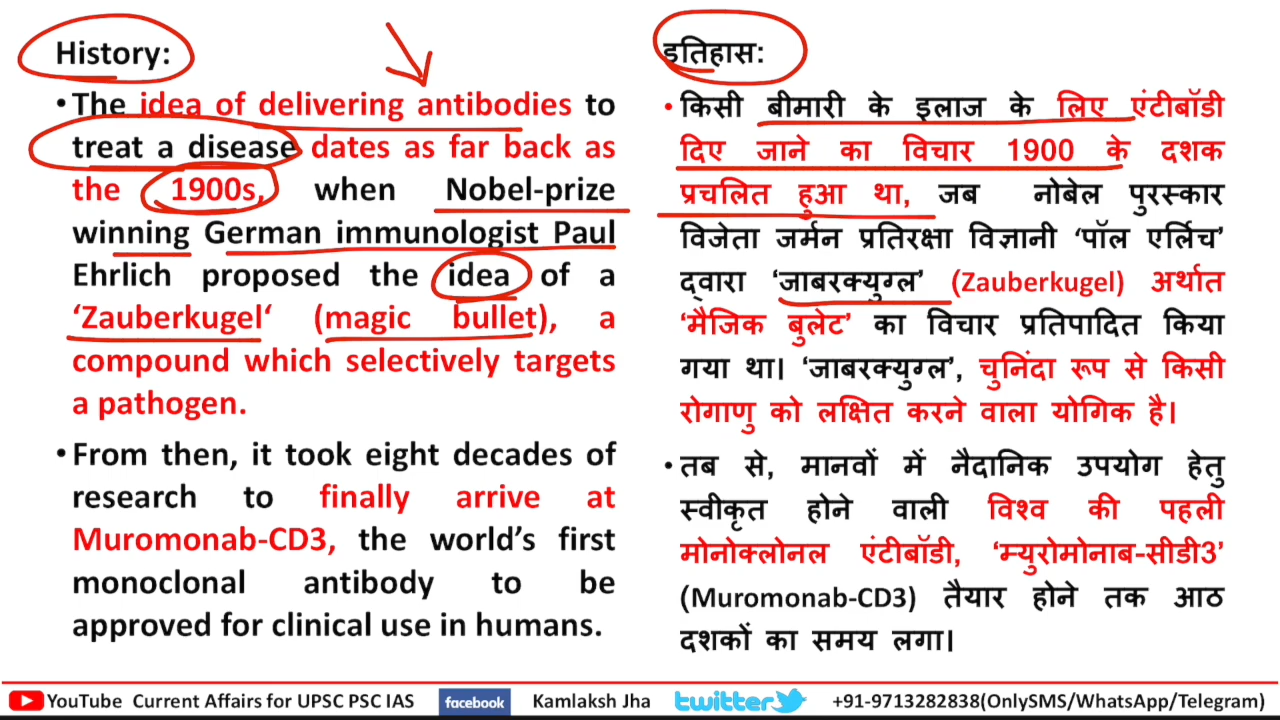 History:
•The idea of delivering antibodies to
treat a disease dates as far back as
the 1900s, when Nobel-prize
winning German immunologist Paul
Ehrlich proposed the idea of a
‘Zauberkugel‘ (magic bullet), a
compound which selectively targets
a pathogen.
•From then, it took eight decades of
research to finally arrive at
Muromonab-CD3, the world’s first
monoclonal antibody to be
approved for clinical use in humans.
इतिहास:
•किसी बीमारी के इलाज के लिए एंटीबॉडी
दिए जाने का विचार 1900 के दशक
प्रचलित हुआ था, जब नोबेल पुरस्कार
विजेता जर्मन प्रतिरक्षा विज्ञानी ‘पॉल एर्लिच’
द्वारा ‘जाबरक्युग्ल’ (Zauberkugel) अर्थात
‘मैजिक बुलेट’ का विचार प्रतिपादित किया
गया था। ‘जाबरक्युग्ल’, चुनिंदा रूप से किसी
रोगाणु को लक्षित करने वाला योगिक है।
•तब से, मानवों में नैदानिक उपयोग हेतु
स्वीकृत होने वाली विश्व की पहली
मोनोक्लोनल एंटीबॉडी, ‘म्युरोमोनाब-सीडी3’
(Muromonab-CD3) तैयार होने तक आठ
दशकों का समय लगा।
YouTube Current Affairs for UPSC PSC IAS facebook Kamlaksh Jha twitter +91-9713282838(OnlySMS/WhatsApp/Telegram)